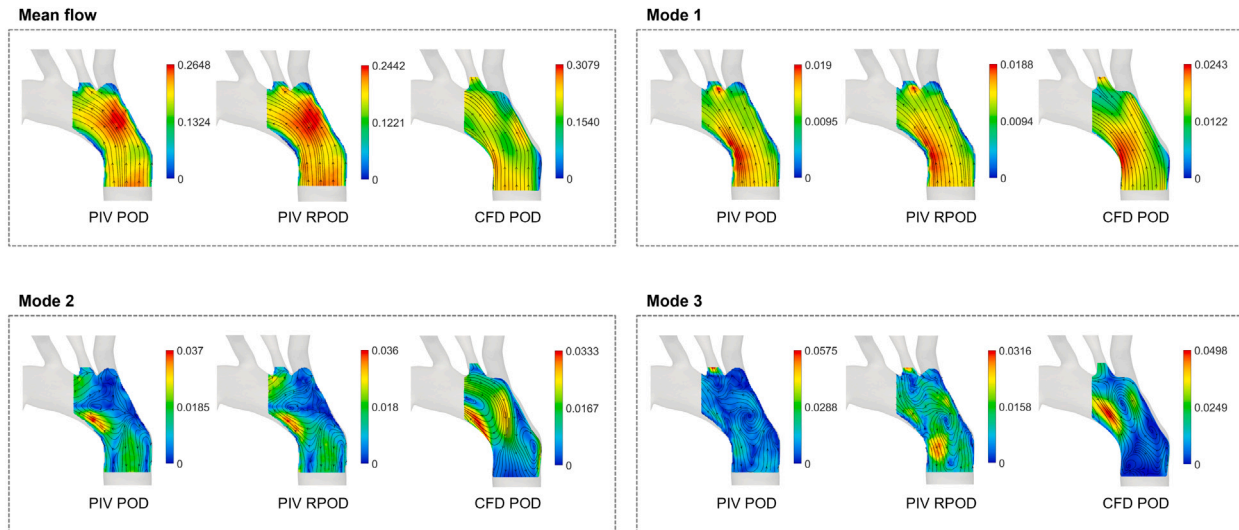 Mean flow
0.2648
0.1324
0
PIV POD
0.2442
0.1221
0
PIV RPOD
0.3079
0.1540
0
CFD POD
Mode 1
0.019
0.0095
0
PIV POD
0.0188
0.0094
0
PIV RPOD
0.0243
0.0122
0
CFD POD
Mode 2
0.037
0.0185
0
PIV POD
0.036
0.018
0
PIV RPOD
0.0333
0.0167
0
CFD POD
Mode 3
0.0575
0.0288
0
PIV POD
0.0316
0.0158
0
PIV RPOD
0.0498
0.0249
0
CFD POD